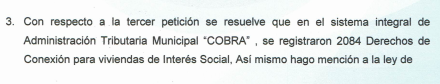 3. Con respecto a la tercer petición se resuelve que en el sistema integral de
Administración Tributaria Municipal "COBRA" , se registraron 2084 Derechos de
Conexión para viviendas de Interés Social, Así mismo hago mención a la ley de